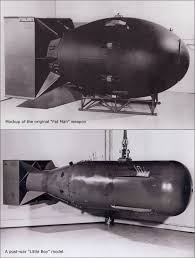 Mockup of the original "Fat Man" weapon
A post-war "Little Boy" model.